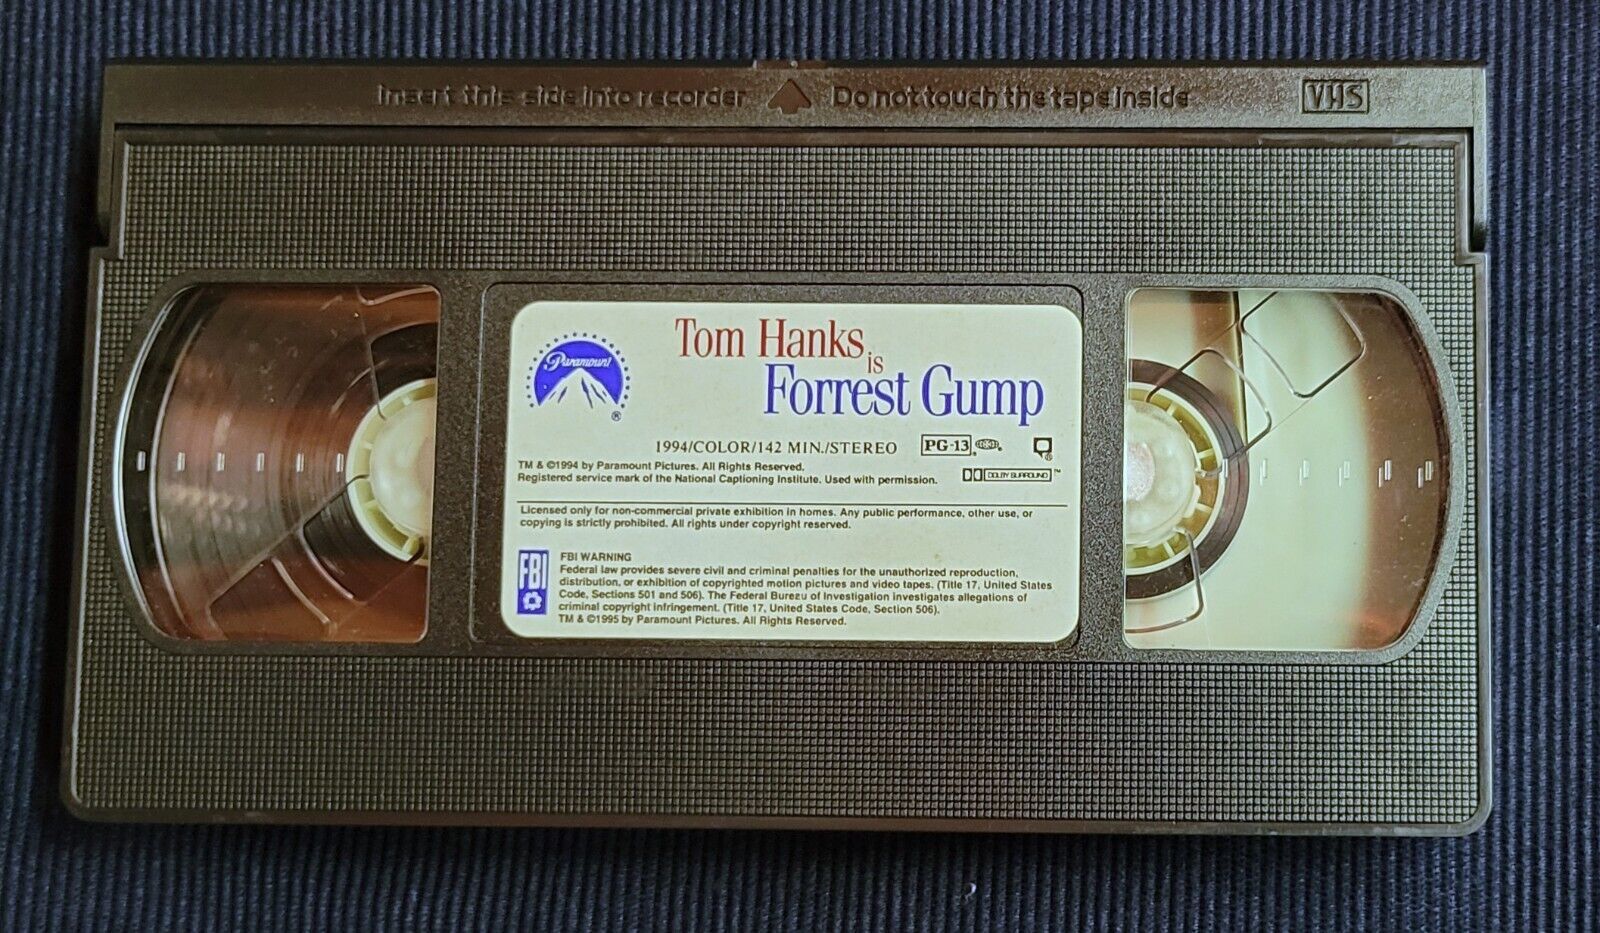 Insert this side into recorder Do not touch the tape inside VHS
Paramount
®
Tom Hanks
is
Forrest Gump
1994/COLOR/142 MIN./STEREO PG-13 ®
TM & ©1994 by Paramount Pictures. All Rights Reserved.
Registered service mark of the National Captioning Institute. Used with permission. DOLBY SURROUND ™
Licensed only for non-commercial private exhibition in homes. Any public performance, other use, or
copying is strictly prohibited. All rights under copyright reserved.
FBI
FBI WARNING
Federal law provides severe civil and criminal penalties for the unauthorized reproduction,
distribution, or exhibition of copyrighted motion pictures and video tapes. (Title 17, United States
Code, Sections 501 and 506). The Federal Bureau of Investigation investigates allegations of
criminal copyright infringement. (Title 17, United States Code, Section 506).
TM & ©1995 by Paramount Pictures. All Rights Reserved.